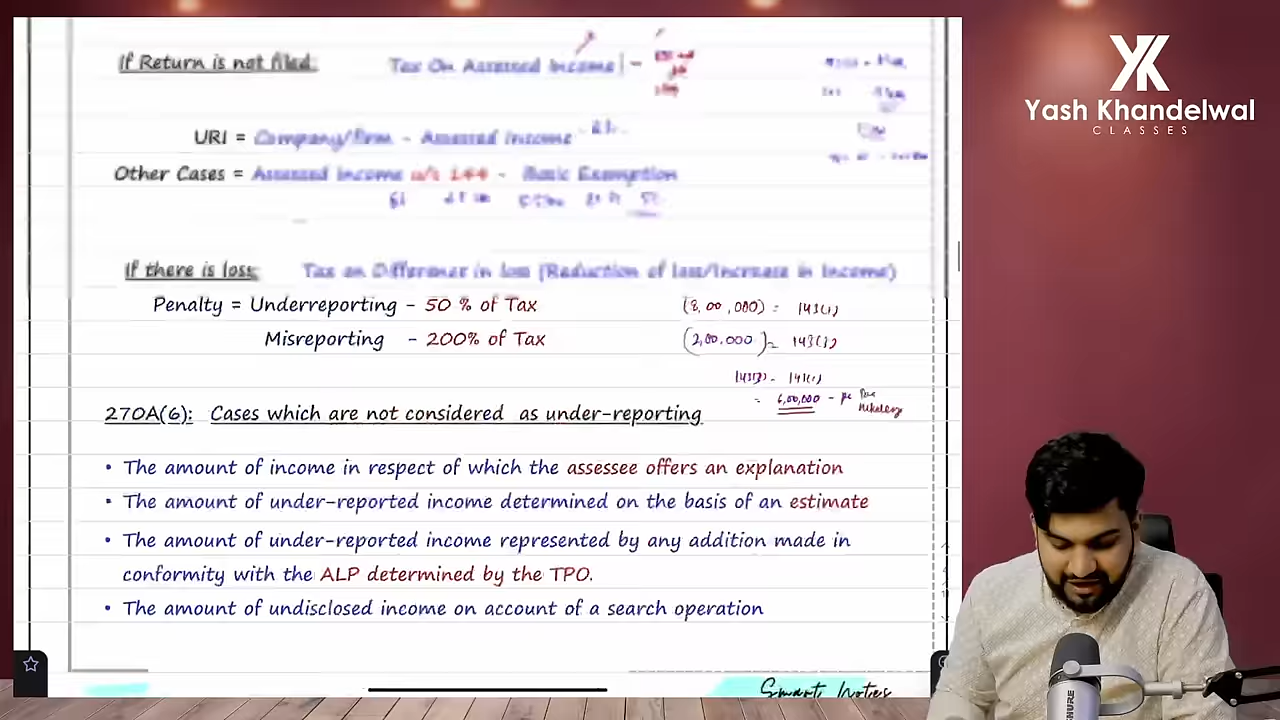 If Return is not filed.
Tax On Assessed Income -
URI = Company/firm - Assessed Income
Other Cases = Assessed Income u/s 144 - Basic Exemption
If there is loss: Tax on Difference in loss (Reduction of loss/Increase in Income)
Penalty = Underreporting - 50 % of Tax
(8,00,000) = 143(1)
Misreporting - 200% of Tax
(2,00,000) = 143(3)
143(3) - 143(1)
= 6,00,000 -
270A(6): Cases which are not considered as under-reporting
• The amount of income in respect of which the assessee offers an explanation
• The amount of under-reported income determined on the basis of an estimate
• The amount of under-reported income represented by any addition made in
conformity with the ALP determined by the TPO.
• The amount of undisclosed income on account of a search operation
Smart Notes
YK
Yash Khandelwal
CLASSES
SHURE